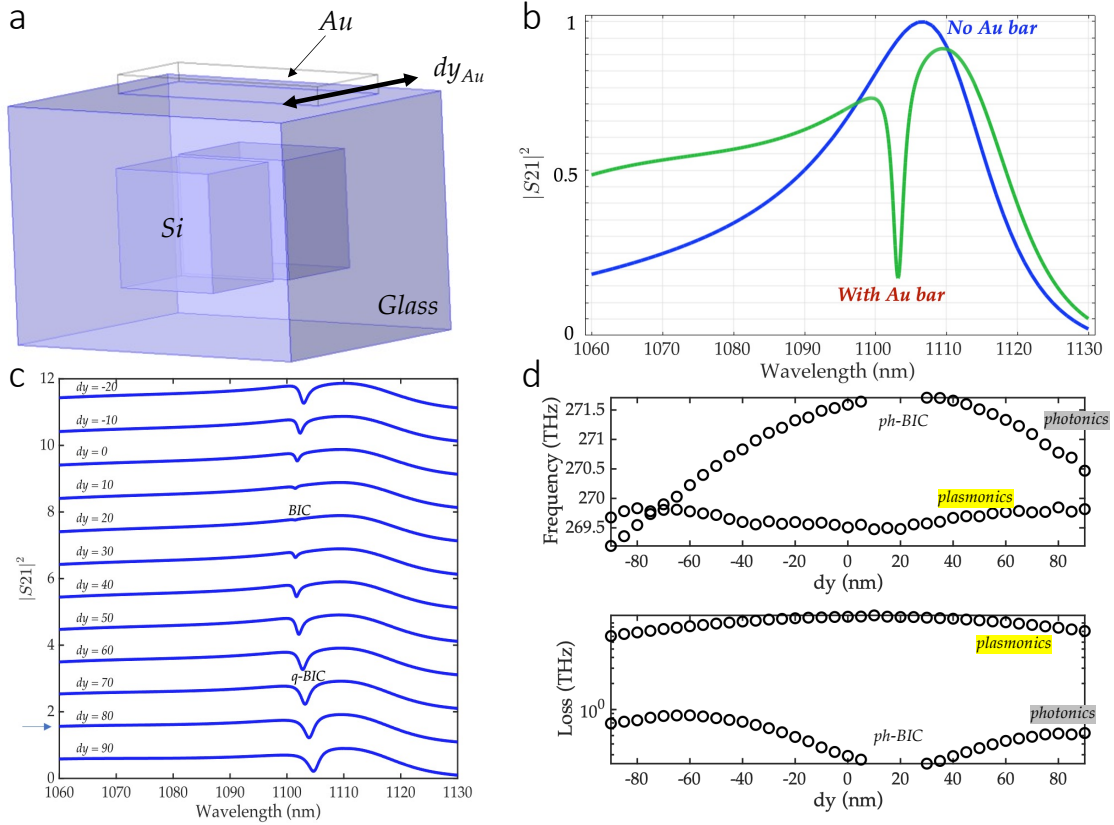 a
Au
dy_Au
Si
Glass
b
1
0.5
0
|S21|²
No Au bar
With Au bar
1060 1070 1080 1090 1100 1110 1120 1130
Wavelength (nm)
c
12
10
8
6
4
2
0
|S21|²
dy = -20
dy = -10
dy = 0
dy = 10
BIC
dy = 20
dy = 30
dy = 40
dy = 50
dy = 60
q-BIC
dy = 70
dy = 80
dy = 90
1060 1070 1080 1090 1100 1110 1120 1130
Wavelength (nm)
d
271.5
271
270.5
270
269.5
Frequency (THz)
ph-BIC
photonics
plasmonics
-80 -60 -40 -20 0 20 40 60 80
dy (nm)
Loss (THz)
10⁰
plasmonics
photonics
ph-BIC
-80 -60 -40 -20 0 20 40 60 80
dy (nm)